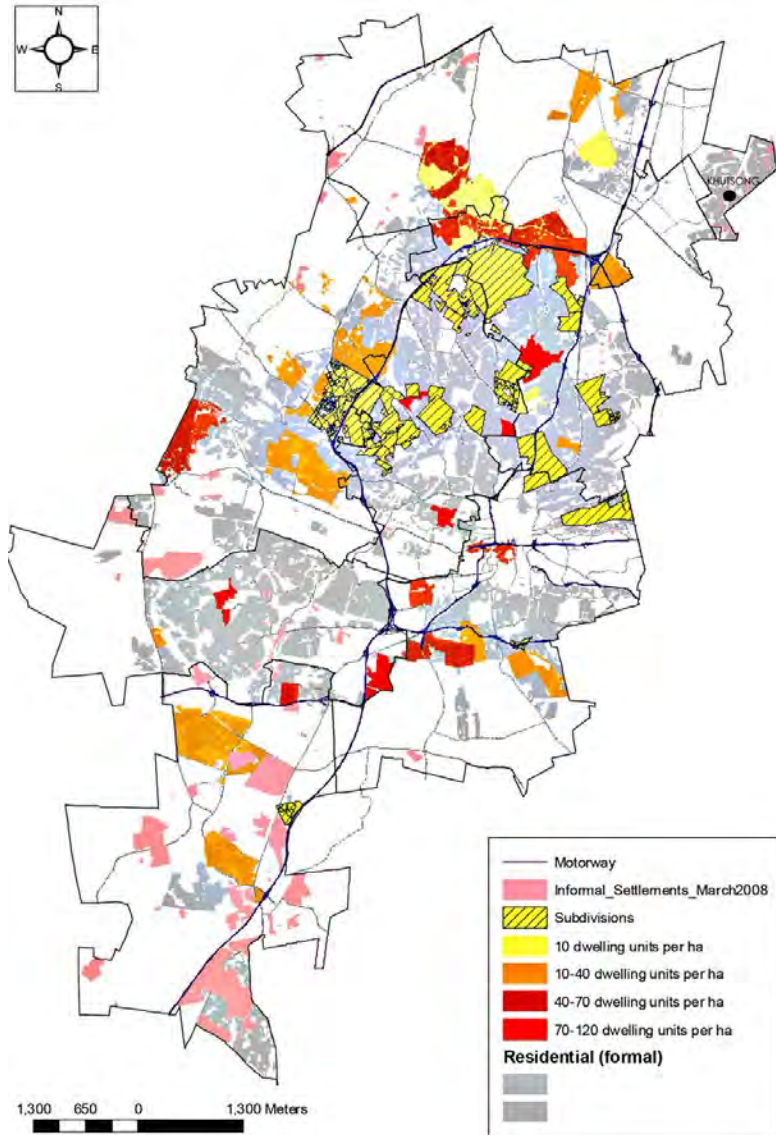 N
W E
S
KHUTSONG
Motorway
Informal_Settlements_March2008
Subdivisions
10 dwelling units per ha
10-40 dwelling units per ha
40-70 dwelling units per ha
70-120 dwelling units per ha
Residential (formal)
1,300 650 0 1,300 Meters